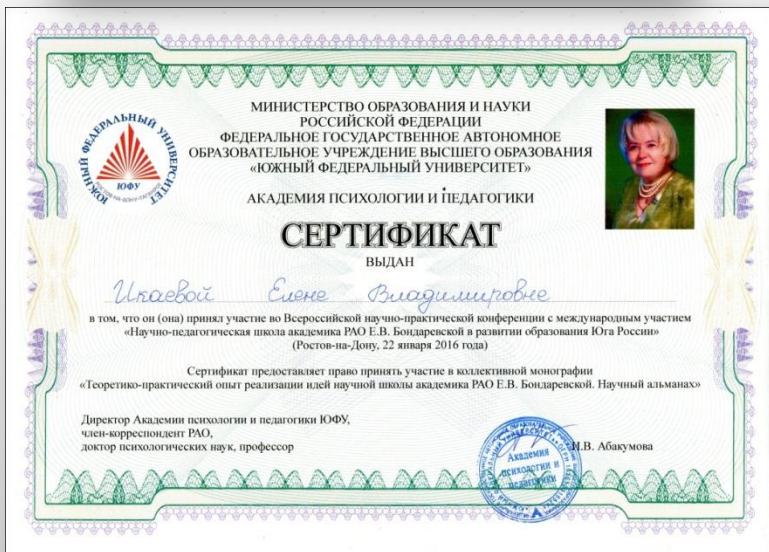 МИНИСТЕРСТВО ОБРАЗОВАНИЯ И НАУКИ
РОССИЙСКОЙ ФЕДЕРАЦИИ
ФЕДЕРАЛЬНОЕ ГОСУДАРСТВЕННОЕ АВТОНОМНОЕ
ОБРАЗОВАТЕЛЬНОЕ УЧРЕЖДЕНИЕ ВЫСШЕГО ОБРАЗОВАНИЯ
«ЮЖНЫЙ ФЕДЕРАЛЬНЫЙ УНИВЕРСИТЕТ»
ЮЖНЫЙ ФЕДЕРАЛЬНЫЙ УНИВЕРСИТЕТ
ЮФУ
АКАДЕМИЯ ПСИХОЛОГИИ И ПЕДАГОГИКИ
СЕРТИФИКАТ
ВЫДАН
Икаевой Елене Владимировне
в том, что он (она) принял участие во Всероссийской научно-практической конференции с международным участием
«Научно-педагогическая школа академика РАО Е.В. Бондаревской в развитии образования Юга России»
(Ростов-на-Дону, 22 января 2016 года)
Сертификат предоставляет право принять участие в коллективной монографии
«Теоретико-практический опыт реализации идей научной школы академика РАО Е.В. Бондаревской. Научный альманах»
Директор Академии психологии и педагогики ЮФУ,
член-корреспондент РАО,
доктор психологических наук, профессор
И.В. Абакумова
Академия
психологии и
педагогики